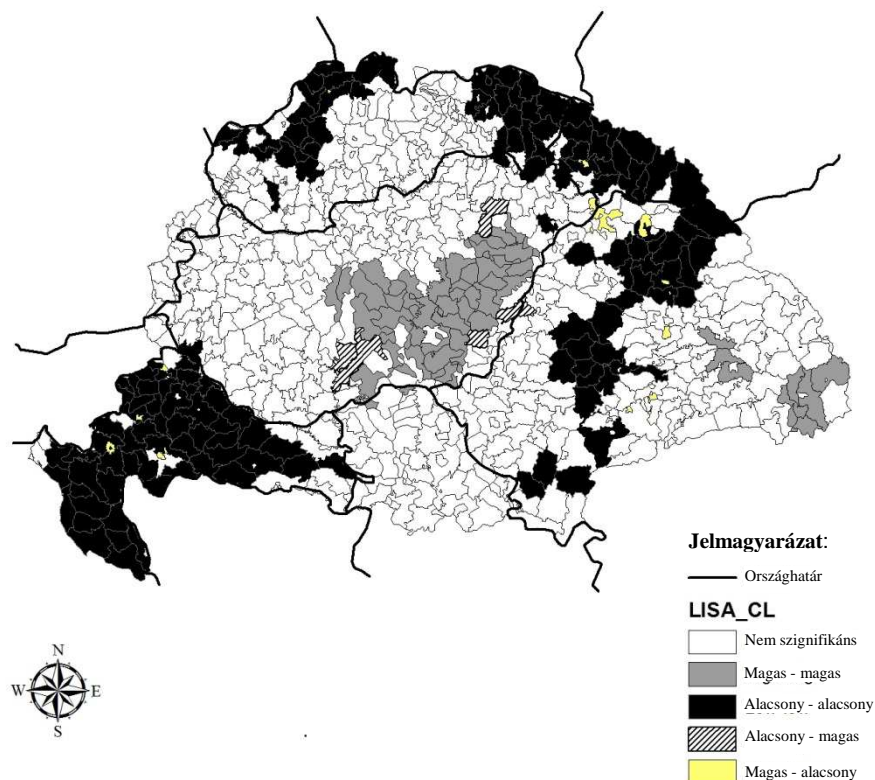 Jelmagyarázat:
Országhatár
LISA_CL
Nem szignifikáns
Magas - magas
Alacsony - alacsony
Alacsony - magas
Magas - alacsony
N
W E
S